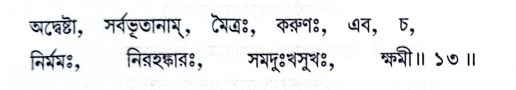 অদ্বেষ্টা, সর্বভূতানাম্, মৈত্রঃ, করুণঃ, এব, চ,
নির্মমঃ, নিরহঙ্কারঃ, সমদুঃখসুখঃ, ক্ষমী॥ ১৩॥